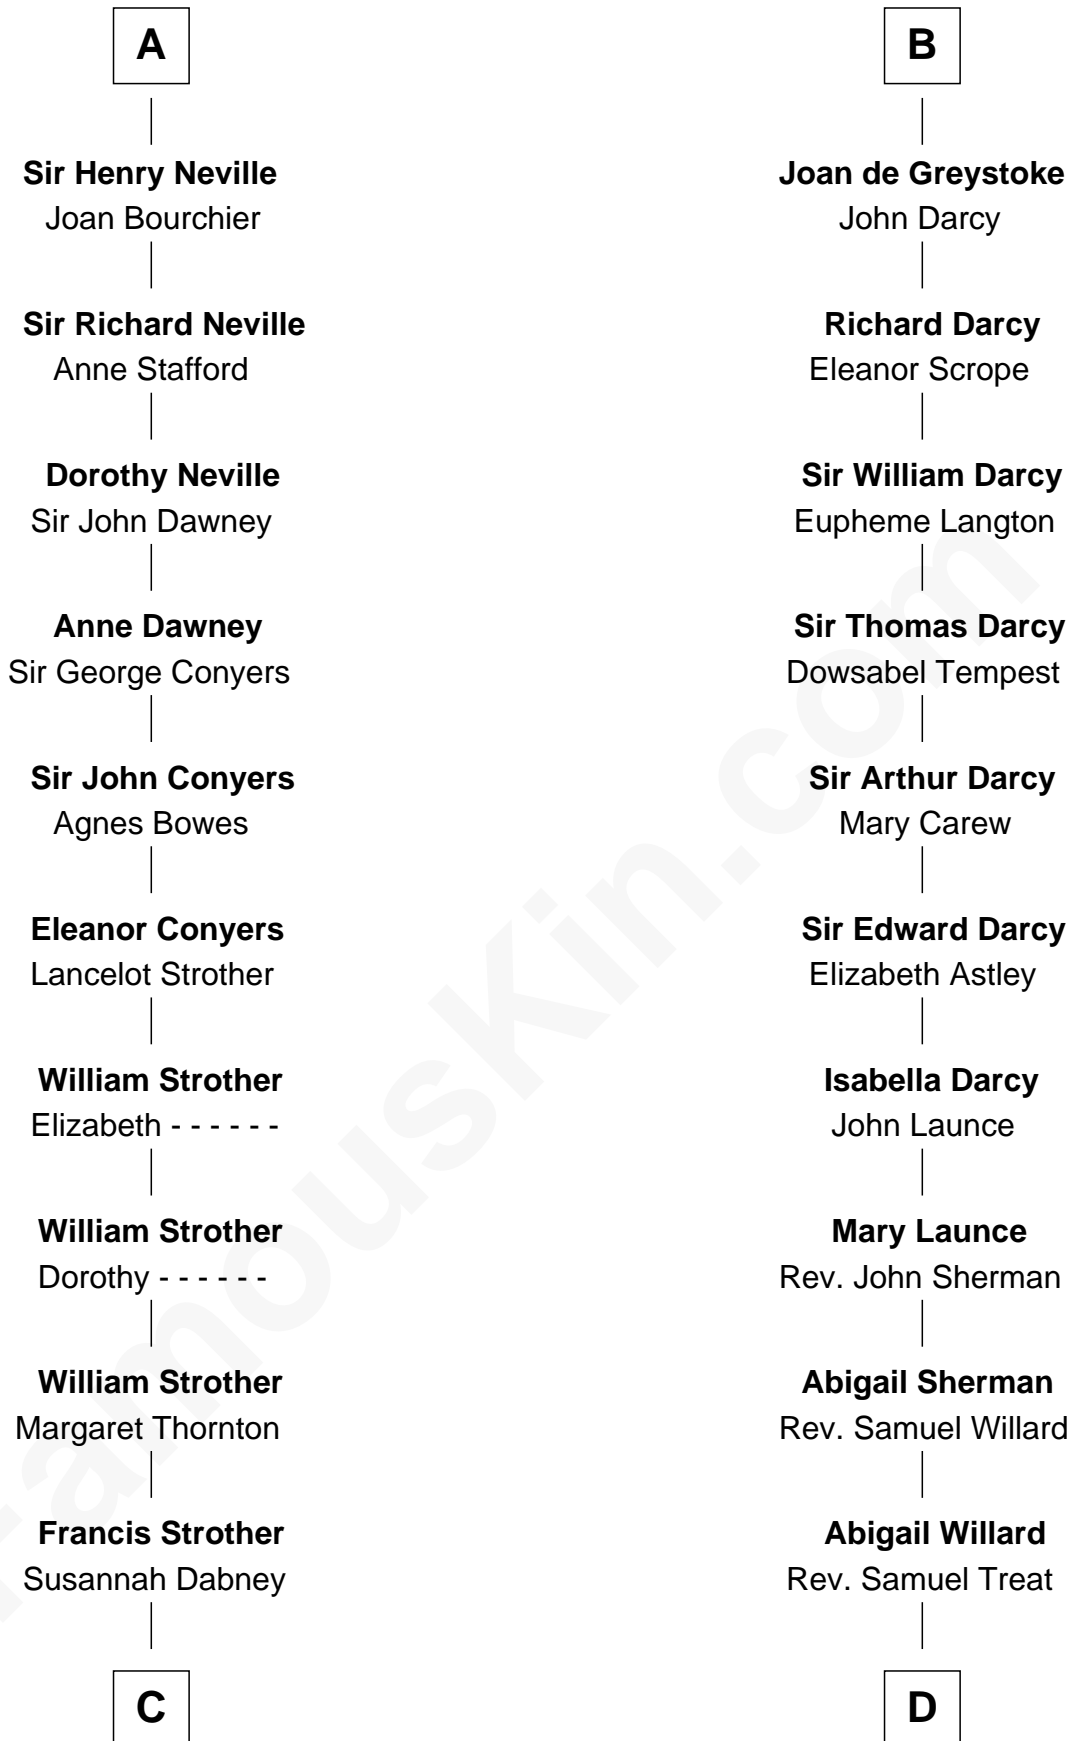 A
Sir Henry Neville
Joan Bourchier
Sir Richard Neville
Anne Stafford
Dorothy Neville
Sir John Dawney
Anne Dawney
Sir George Conyers
Sir John Conyers
Agnes Bowes
Eleanor Conyers
Lancelot Strother
William Strother
Elizabeth - - - - - -
William Strother
Dorothy - - - - - -
William Strother
Margaret Thornton
Francis Strother
Susannah Dabney
C
B
Joan de Greystoke
John Darcy
Richard Darcy
Eleanor Scrope
Sir William Darcy
Eupheme Langton
Sir Thomas Darcy
Dowsabel Tempest
Sir Arthur Darcy
Mary Carew
Sir Edward Darcy
Elizabeth Astley
Isabella Darcy
John Launce
Mary Launce
Rev. John Sherman
Abigail Sherman
Rev. Samuel Willard
Abigail Willard
Rev. Samuel Treat
D
FamousKin.com